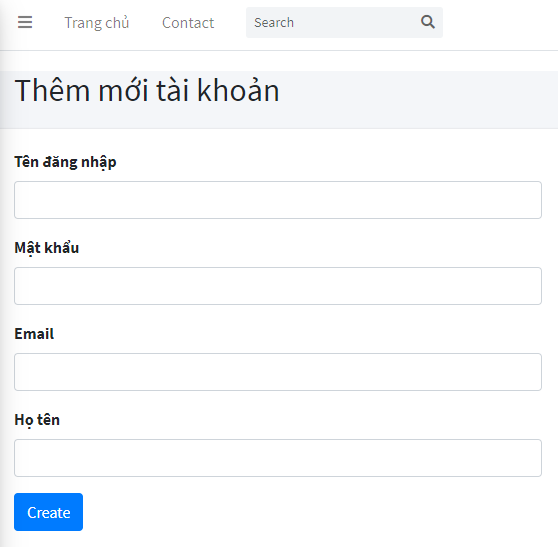 Trang chủ Contact Search
Thêm mới tài khoản
Tên đăng nhập
Mật khẩu
Email
Họ tên
Create